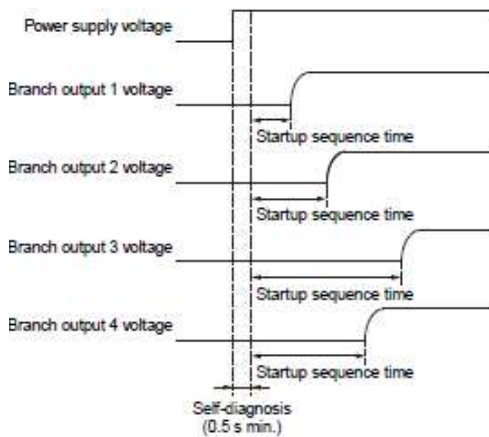 Power supply voltage
Branch output 1 voltage
Startup sequence time
Branch output 2 voltage
Startup sequence time
Branch output 3 voltage
Startup sequence time
Branch output 4 voltage
Startup sequence time
Self-diagnosis
(0.5 s min.)